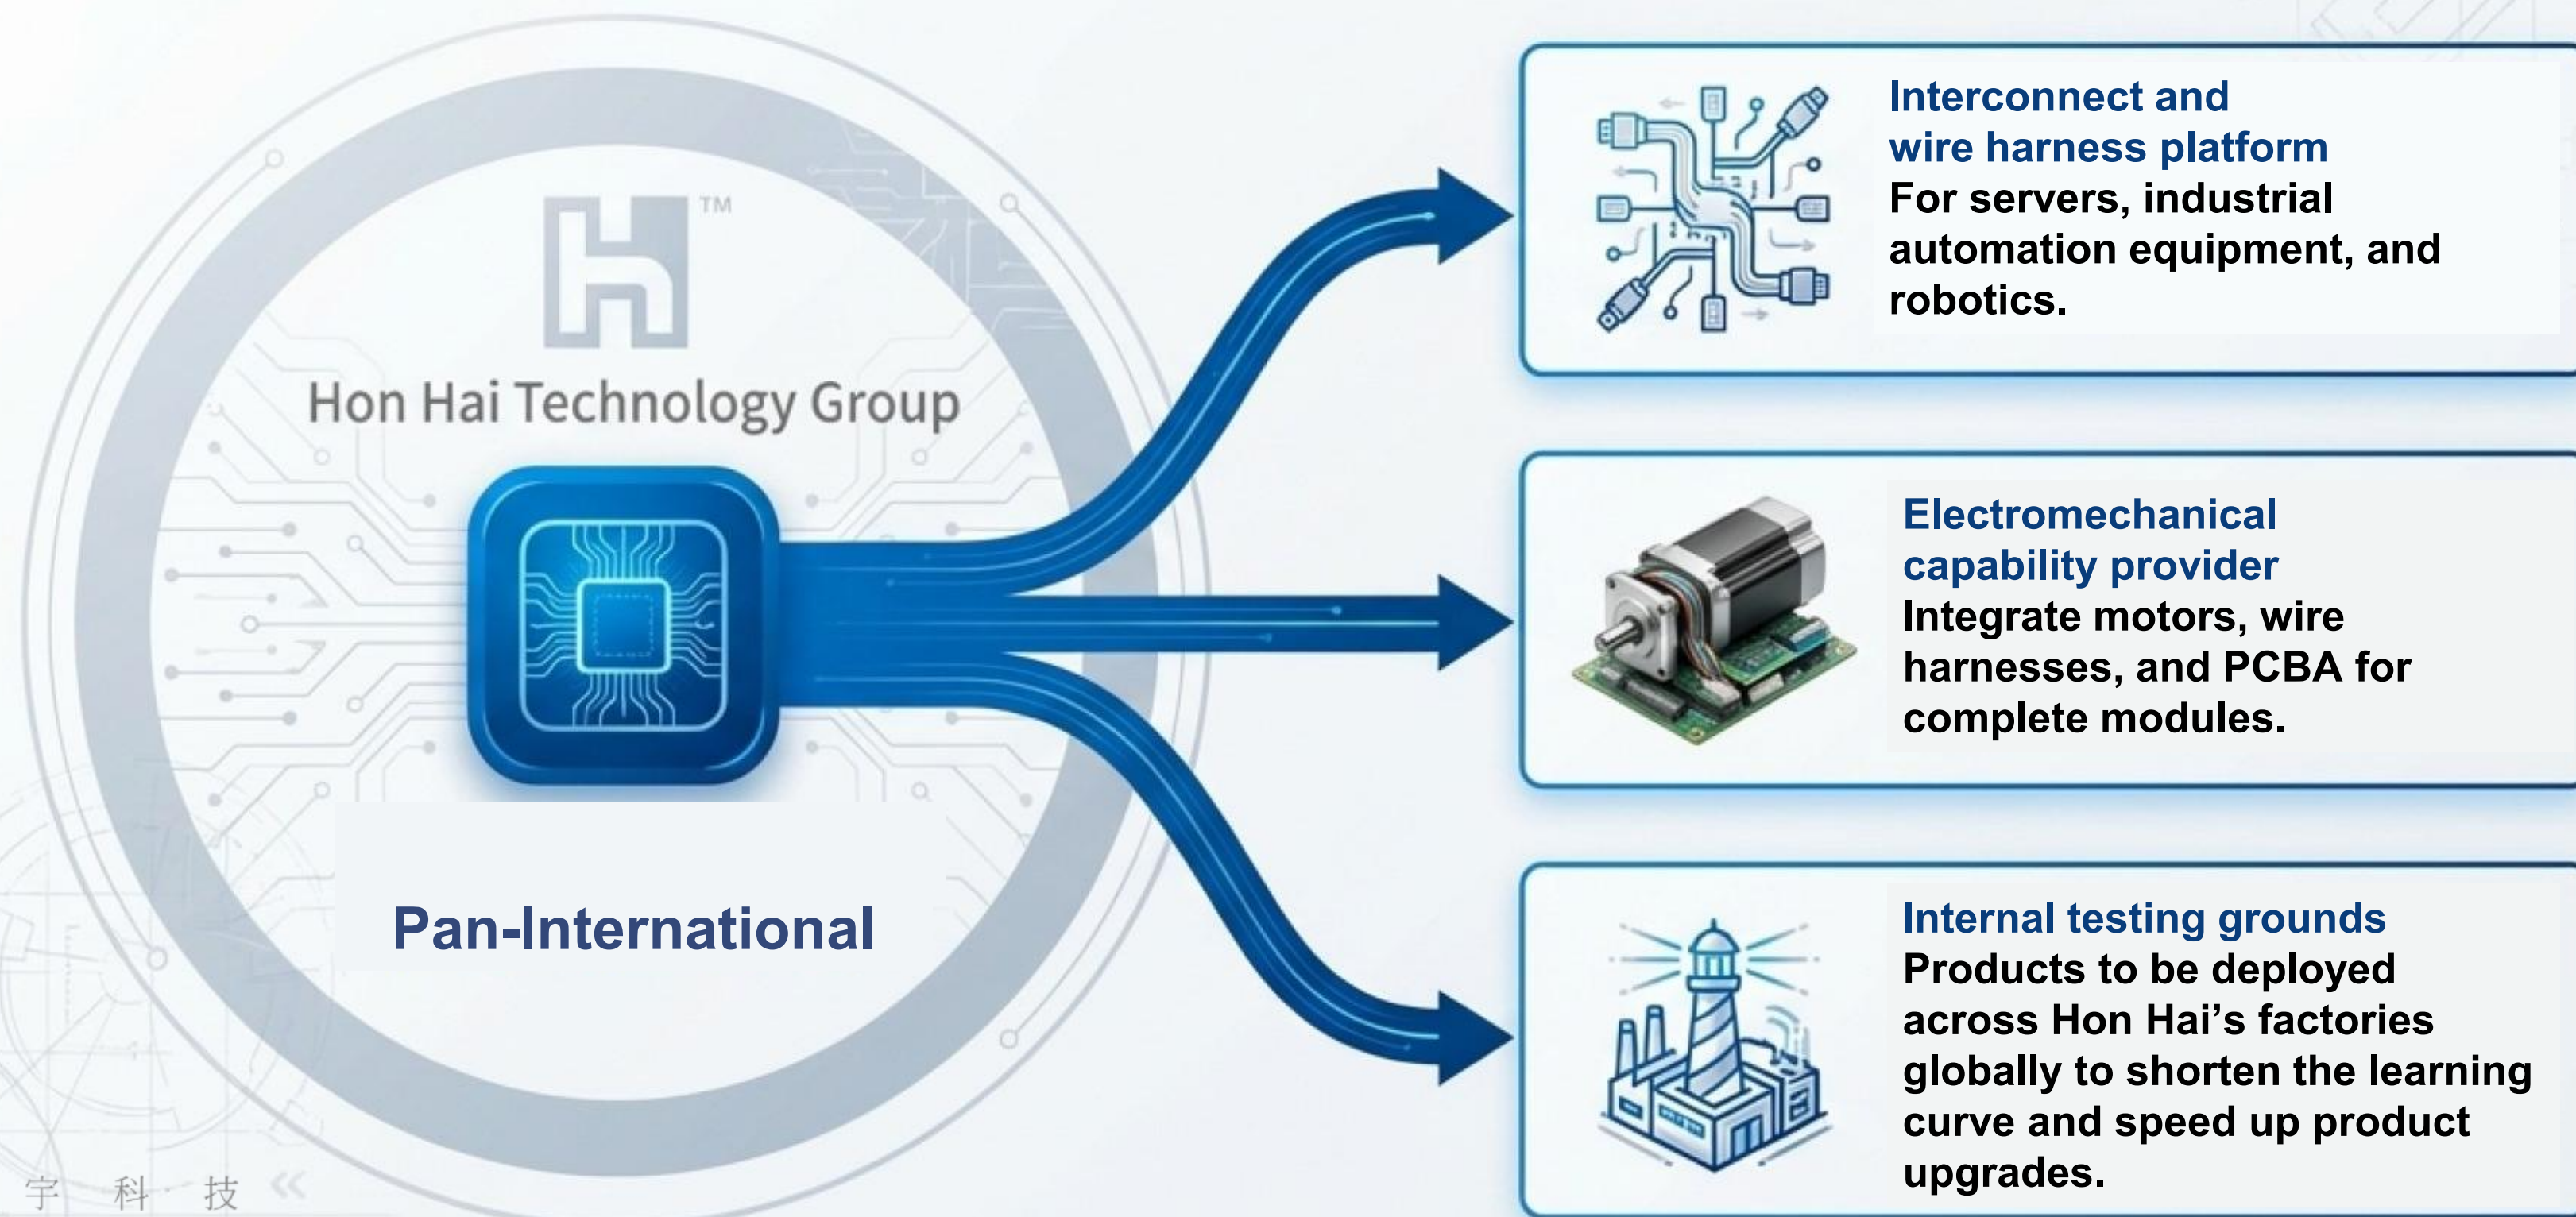 TM
Hon Hai Technology Group
Pan-International
Interconnect and
wire harness platform
For servers, industrial
automation equipment, and
robotics.
Electromechanical
capability provider
Integrate motors, wire
harnesses, and PCBA for
complete modules.
Internal testing grounds
Products to be deployed
across Hon Hai’s factories
globally to shorten the learning
curve and speed up product
upgrades.
宇 科 技 «